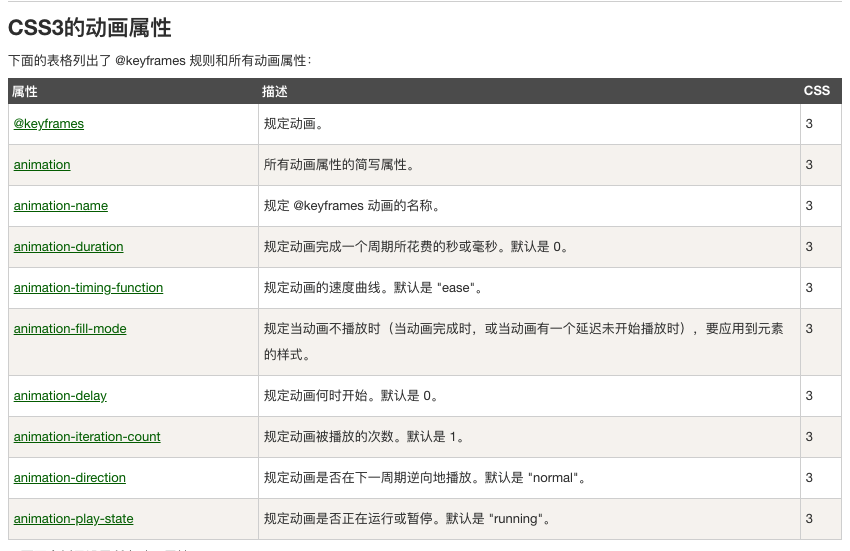 CSS3的动画属性
下面的表格列出了 @keyframes 规则和所有动画属性：
属性 描述 CSS
@keyframes 规定动画。 3
animation 所有动画属性的简写属性。 3
animation-name 规定 @keyframes 动画的名称。 3
animation-duration 规定动画完成一个周期所花费的秒或毫秒。默认是 0。 3
animation-timing-function 规定动画的速度曲线。默认是 "ease"。 3
animation-fill-mode 规定当动画不播放时（当动画完成时，或当动画有一个延迟未开始播放时），要应用到元素 3
的样式。
animation-delay 规定动画何时开始。默认是 0。 3
animation-iteration-count 规定动画被播放的次数。默认是 1。 3
animation-direction 规定动画是否在下一周期逆向地播放。默认是 "normal"。 3
animation-play-state 规定动画是否正在运行或暂停。默认是 "running"。 3